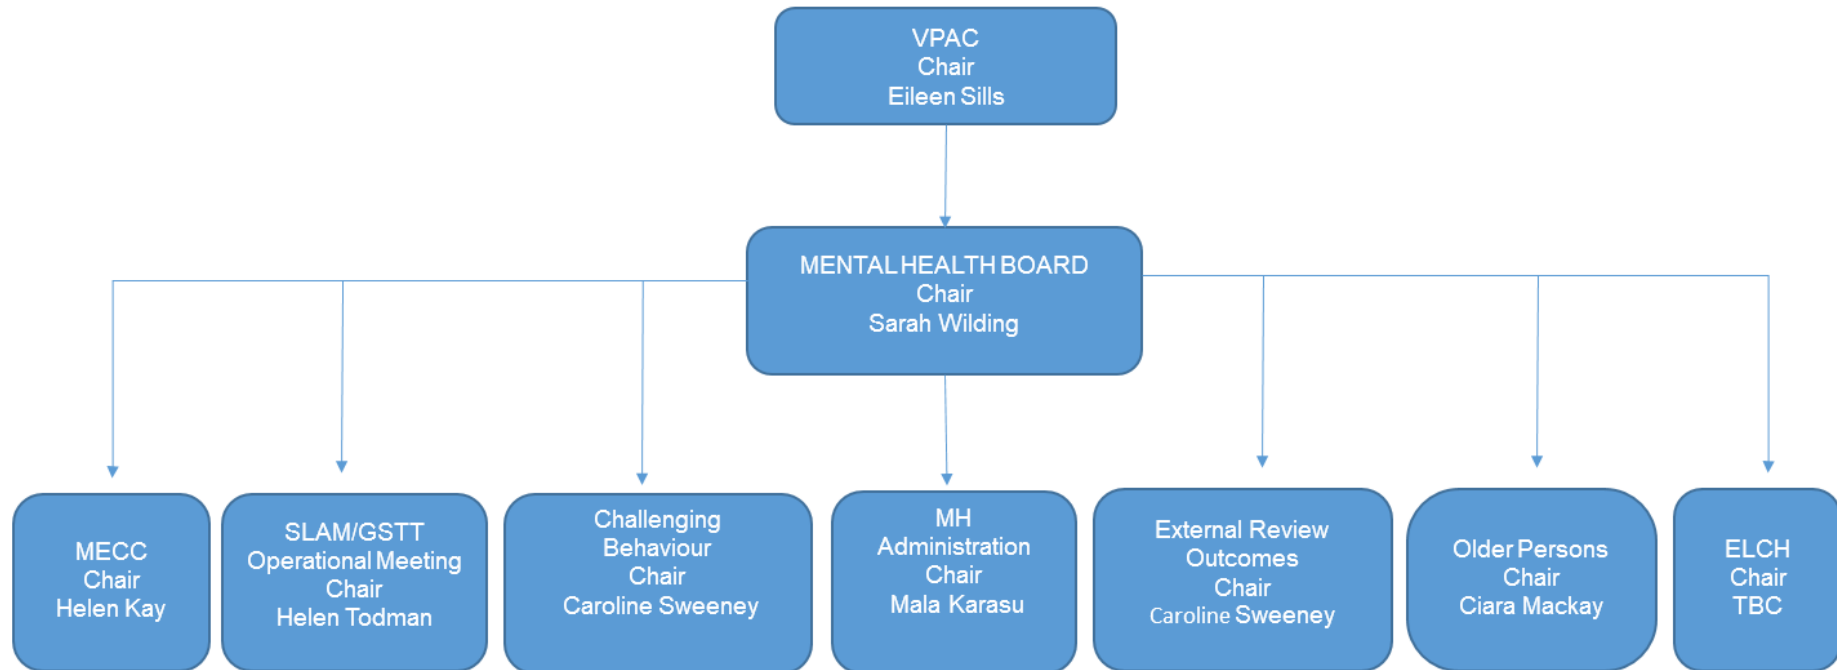 VPAC
Chair
Eileen Sills
MENTAL HEALTH BOARD
Chair
Sarah Wilding
MECC
Chair
Helen Kay
SLAM/GSTT
Operational Meeting
Chair
Helen Todman
Challenging
Behaviour
Chair
Caroline Sweeney
MH
Administration
Chair
Mala Karasu
External Review
Outcomes
Chair
Caroline Sweeney
Older Persons
Chair
Ciara Mackay
ELCH
Chair
TBC